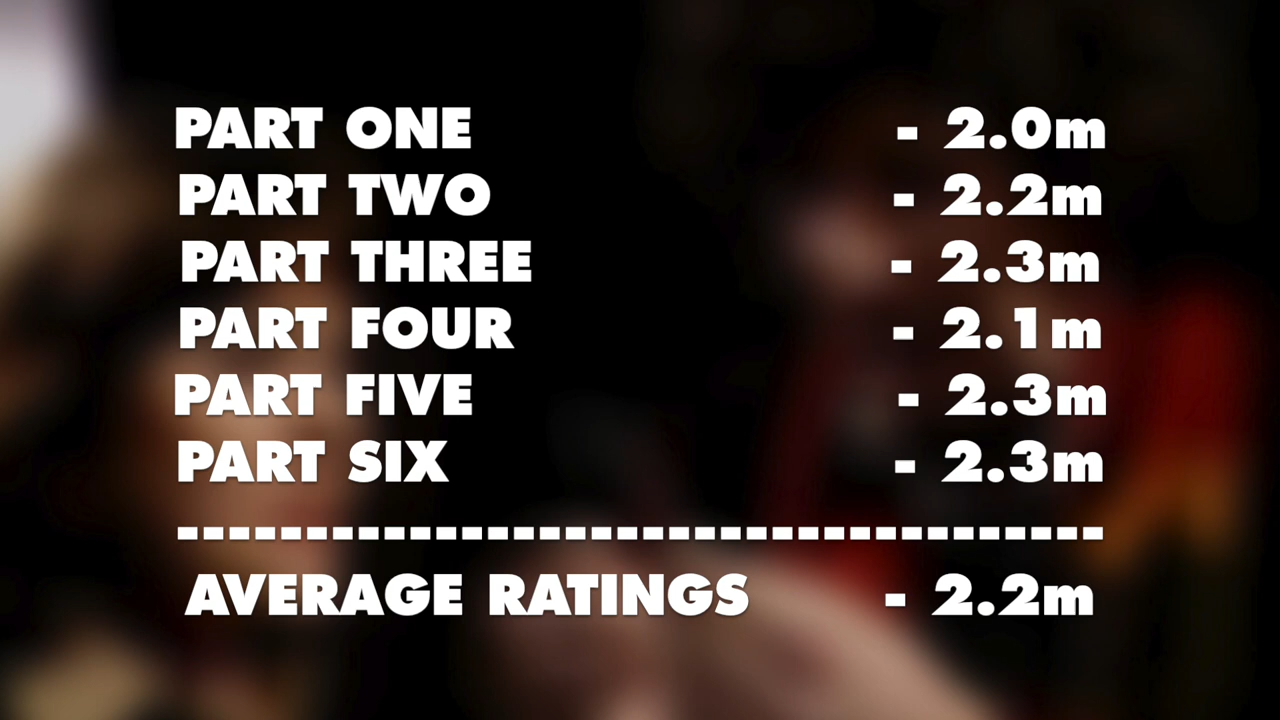 PART ONE - 2.0m
PART TWO - 2.2m
PART THREE - 2.3m
PART FOUR - 2.1m
PART FIVE - 2.3m
PART SIX - 2.3m
------------------------------------
AVERAGE RATINGS - 2.2m